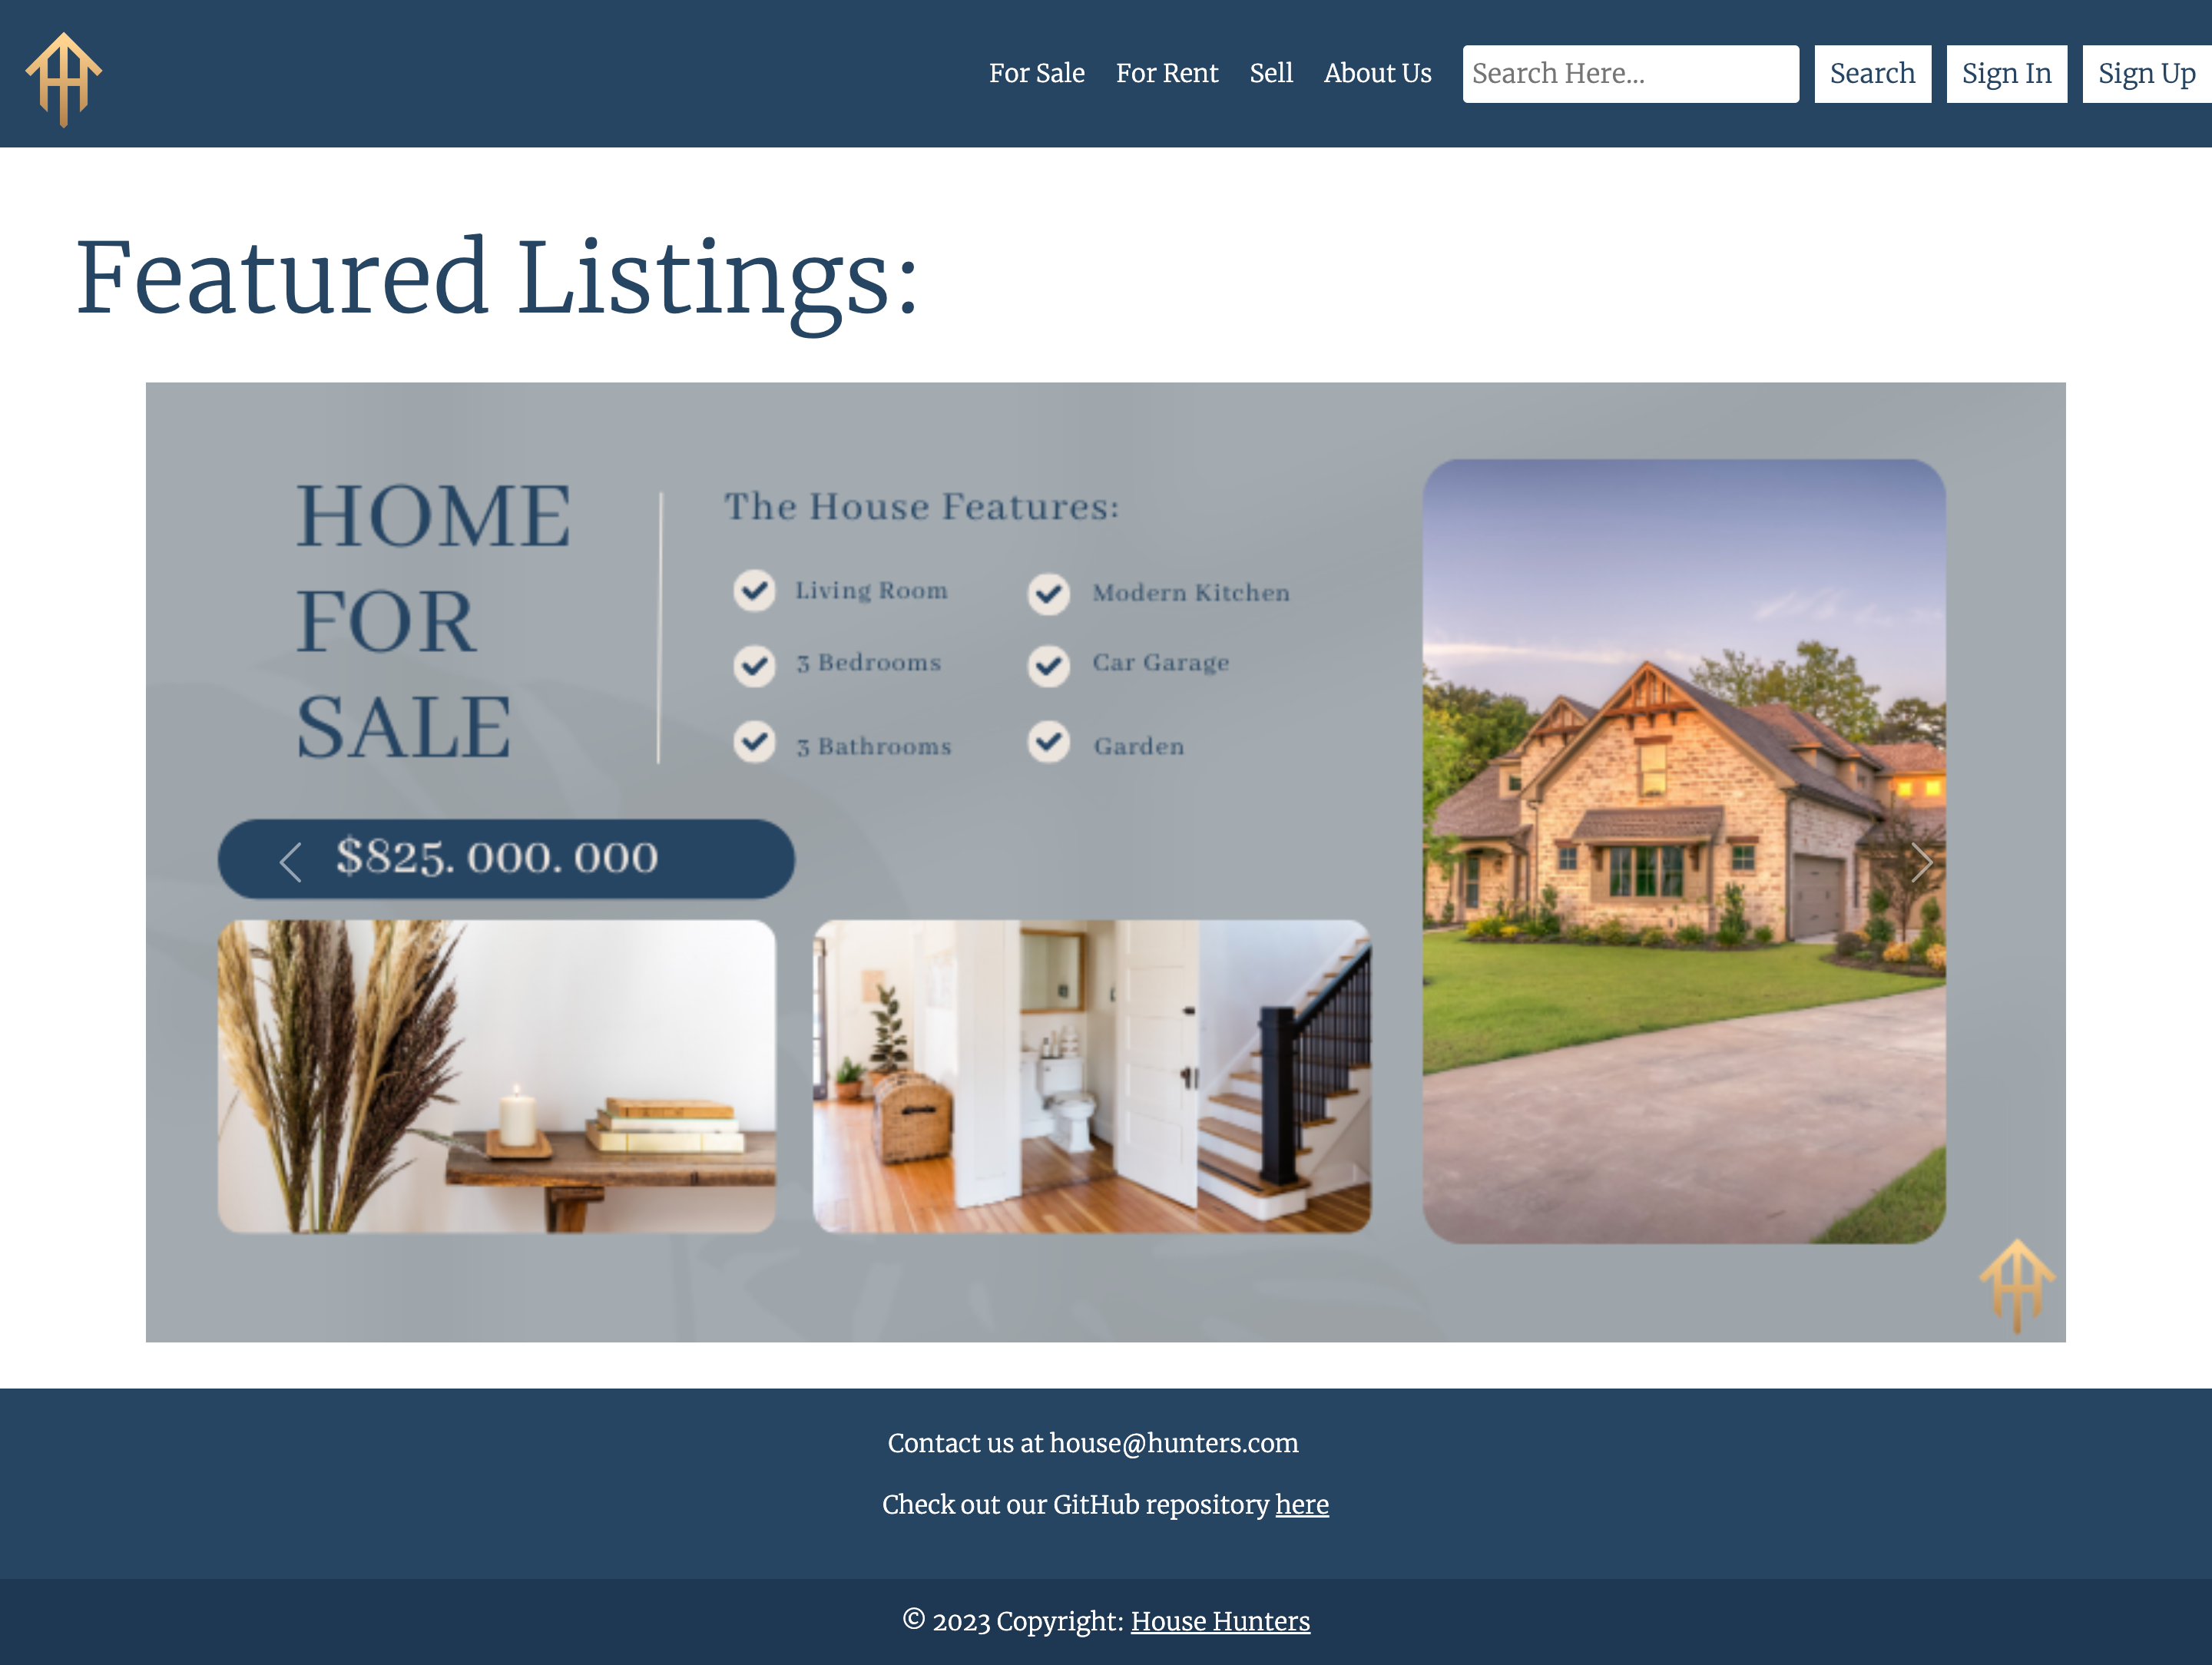 For Sale For Rent Sell About Us Search Here... Search Sign In Sign Up
Featured Listings:
HOME
FOR
SALE
The House Features:
Living Room
3 Bedrooms
3 Bathrooms
Modern Kitchen
Car Garage
Garden
$825. 000. 000
Contact us at house@hunters.com
Check out our GitHub repository here
© 2023 Copyright: House Hunters